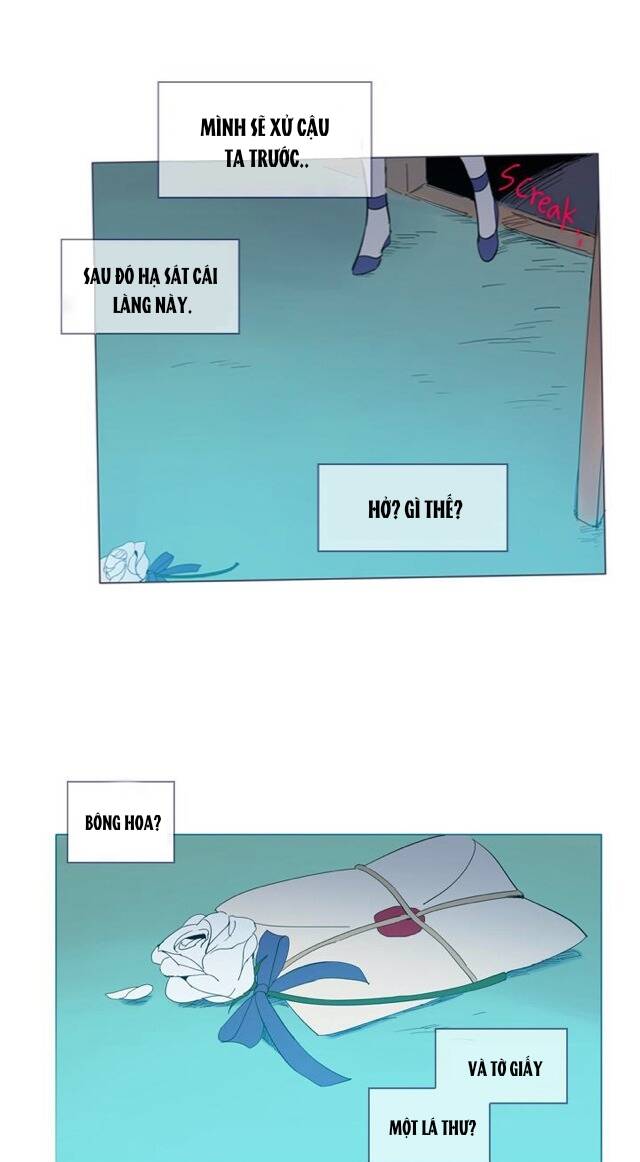 MÌNH SẼ XỬ CẬU
TA TRƯỚC..
Screak
SAU ĐÓ HẠ SÁT CÁI
LÀNG NÀY.
HỞ? GÌ THẾ?
BÔNG HOA?
VÀ TỜ GIẤY
MỘT LÁ THƯ?